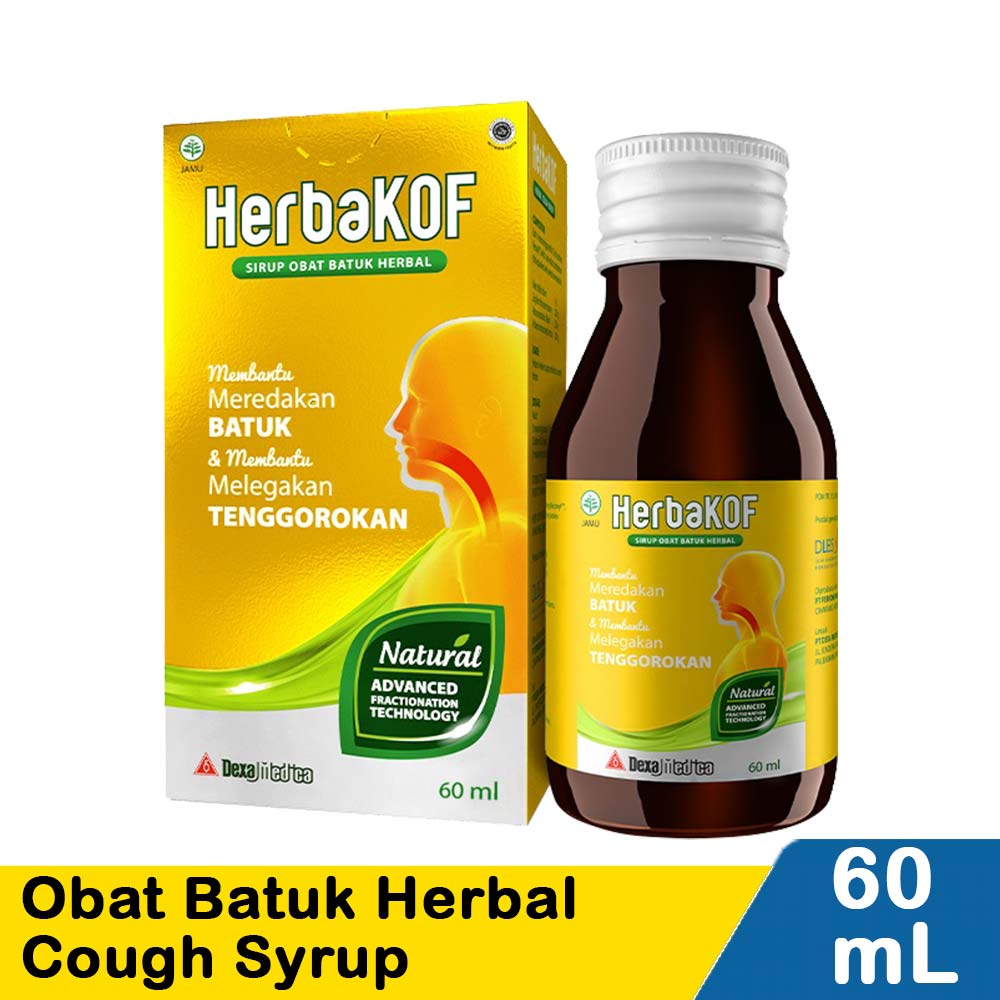 JAMU
HerbaKOF
SIRUP OBAT BATUK HERBAL
Membantu
Meredakan
BATUK
& Membantu
Melegakan
TENGGOROKAN
Natural
ADVANCED
FRACTIONATION
TECHNOLOGY
Dexa Medica
60 ml
HerbaKOF
JAMU
HerbaKOF
SIRUP OBAT BATUK HERBAL
Membantu
Meredakan
BATUK
& Membantu
Melegakan
TENGGOROKAN
Natural
ADVANCED
FRACTIONATION
TECHNOLOGY
Dexa Medica
60 ml
Obat Batuk Herbal
Cough Syrup
60
mL